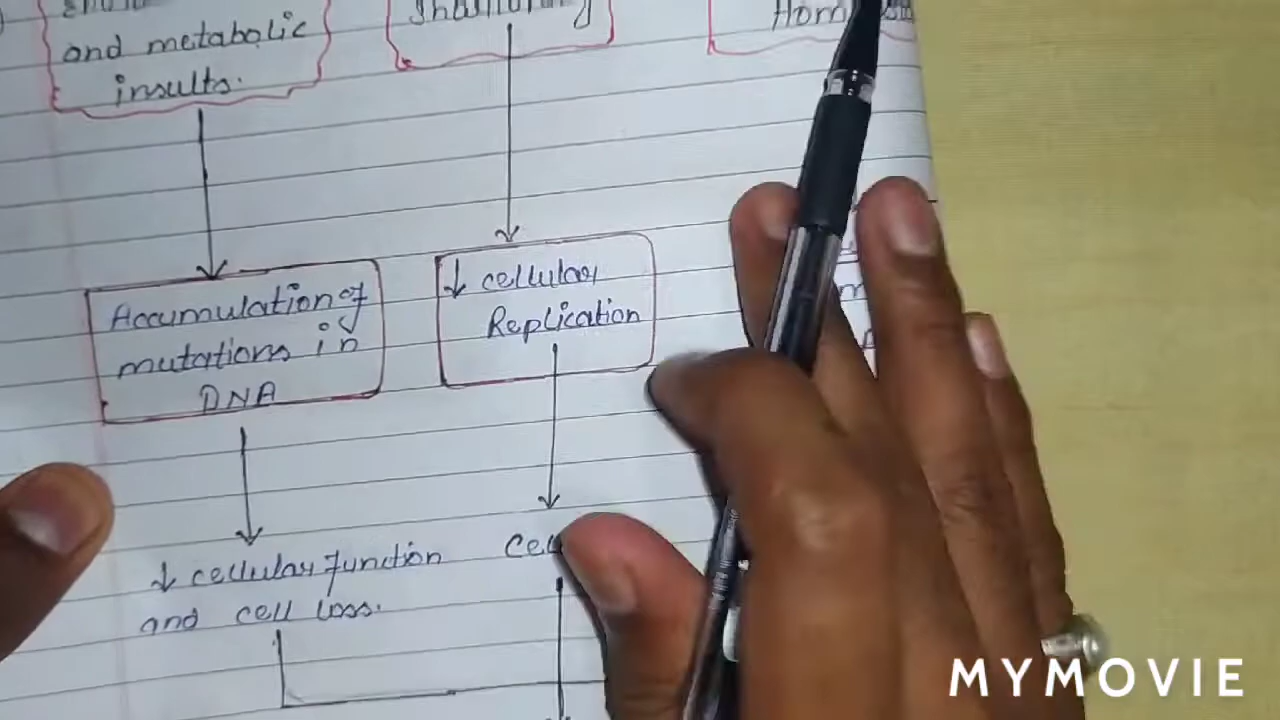 and metabolic
insults.
Accumulation of
mutations in
DNA
↓ cellular
Replication
↓ cellular function
and cell loss.
MYMOVIE